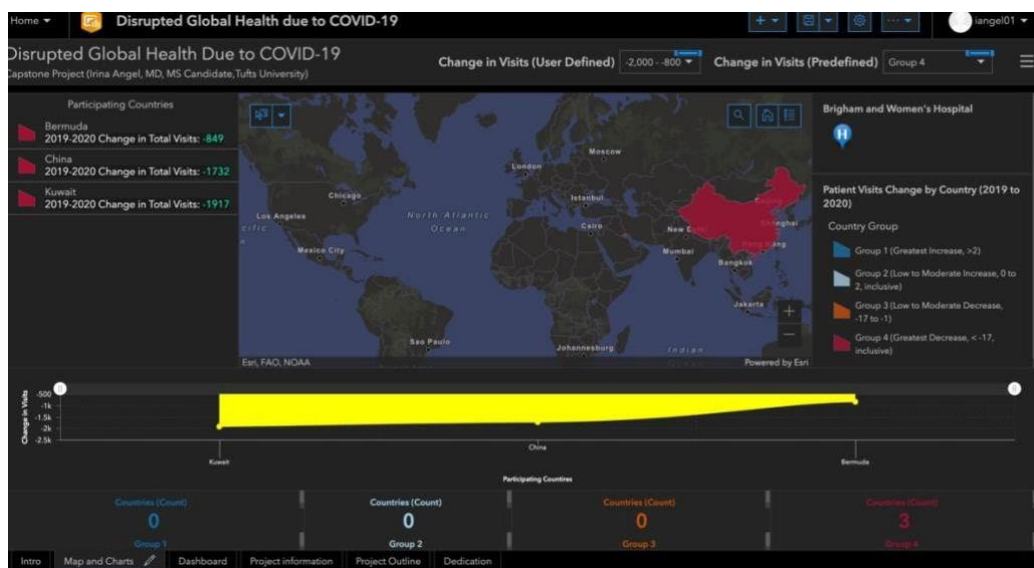 Home
Disrupted Global Health due to COVID-19
iangel01
Disrupted Global Health Due to COVID-19
Capstone Project (Irina Angel, MD, MS Candidate,Tufts University)
Change in Visits (User Defined)
-2,000 - -800
Change in Visits (Predefined)
Group 4
Participating Countries
Bermuda
2019-2020 Change in Total Visits: -849
China
2019-2020 Change in Total Visits: -1732
Kuwait
2019-2020 Change in Total Visits: -1917
Moscow
London
Chicago
Istanbul
Beijing
Los Angeles
North Atlantic
Ocean
Cairo
New
Shanghai
Mexico City
Mumbai
Hong Kong
Bangkok
Jakarta
Sao Paulo
Johannesburg
Indian
Esri, FAO, NOAA
Powered by Esri
Brigham and Women's Hospital
H
Patient Visits Change by Country (2019 to
2020)
Country Group
Group 1 (Greatest Increase, >2)
Group 2 (Low to Moderate Increase, 0 to
2, inclusive)
Group 3 (Low to Moderate Decrease,
-17 to -1)
Group 4 (Greatest Decrease, < -17,
inclusive)
Change in Visits
-500
-1k
-1.5k
-2k
-2.5k
Kuwait
China
Bermuda
Participating Countires
Countries (Count)
0
Group 1
Countries (Count)
0
Group 2
Countries (Count)
0
Group 3
Countries (Count)
3
Group 4
Intro
Map and Charts
Dashboard
Project information
Project Outline
Dedication